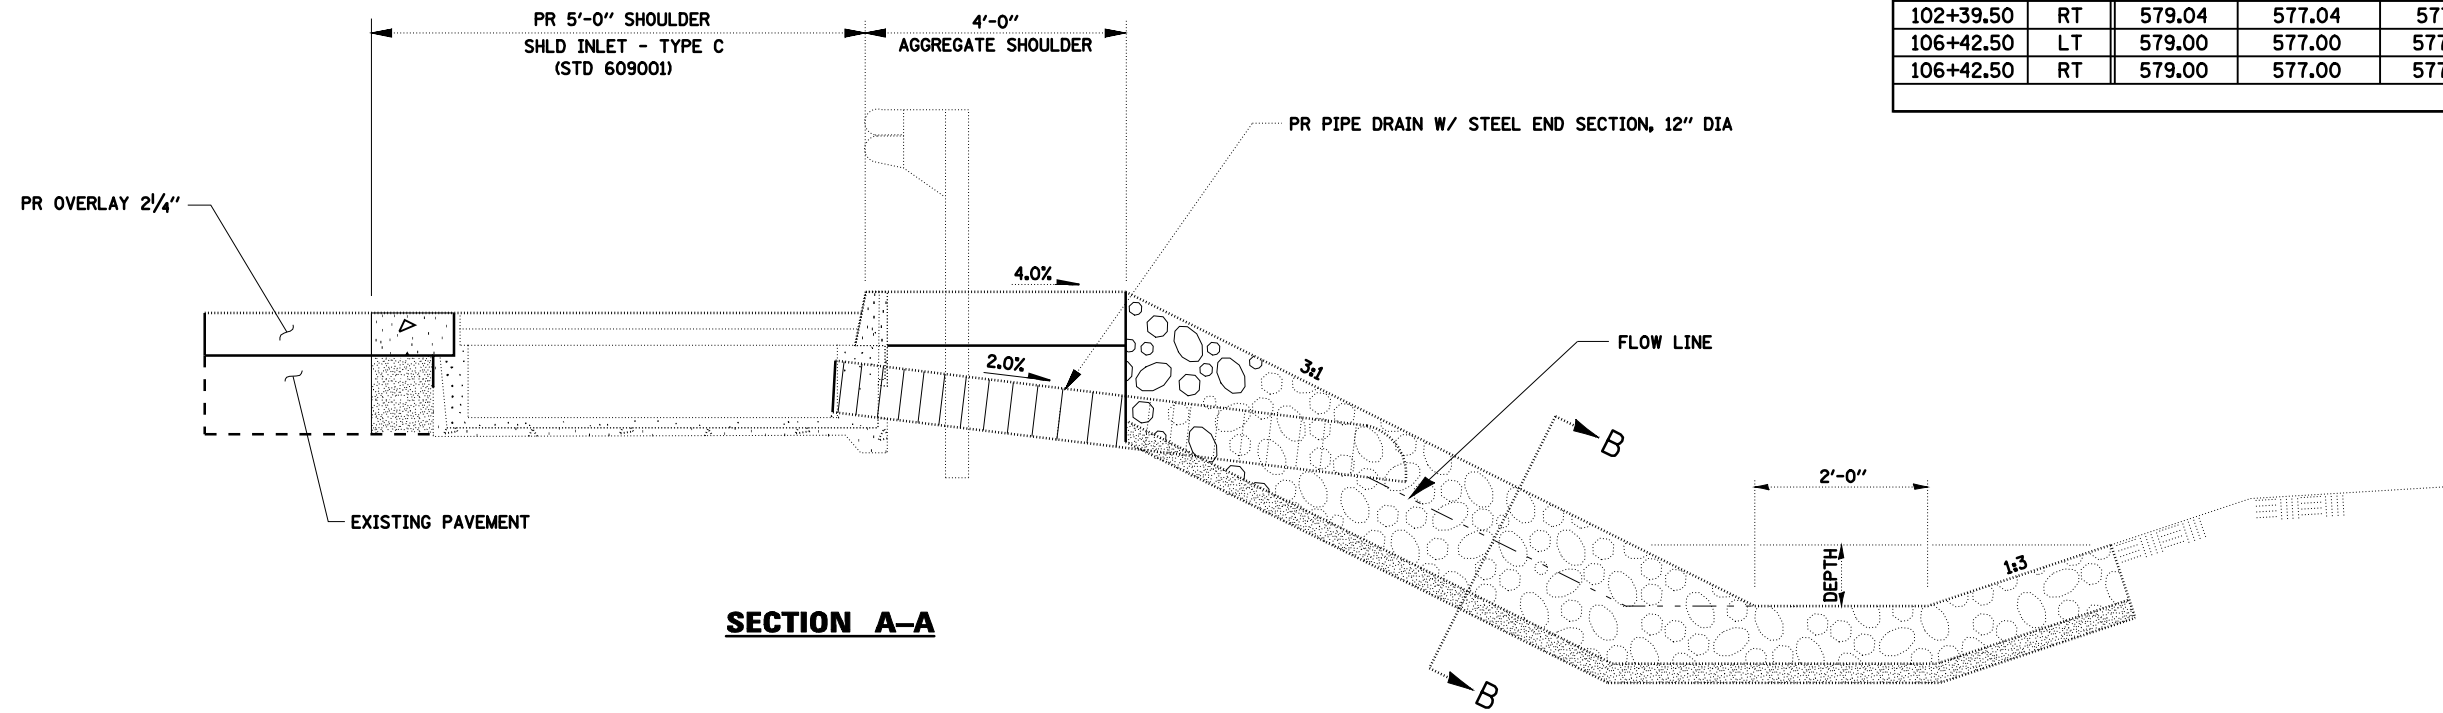 PR 5'-0" SHOULDER
SHLD INLET - TYPE C
(STD 609001)
4'-0"
AGGREGATE SHOULDER
102+39.50 RT 579.04 577.04
106+42.50 LT 579.00 577.00
106+42.50 RT 579.00 577.00
PR PIPE DRAIN W/ STEEL END SECTION, 12" DIA
PR OVERLAY 2 1/4"
4.0%
2.0%
3:1
FLOW LINE
B
2'-0"
EXISTING PAVEMENT
DEPTH
1:3
SECTION A-A
B